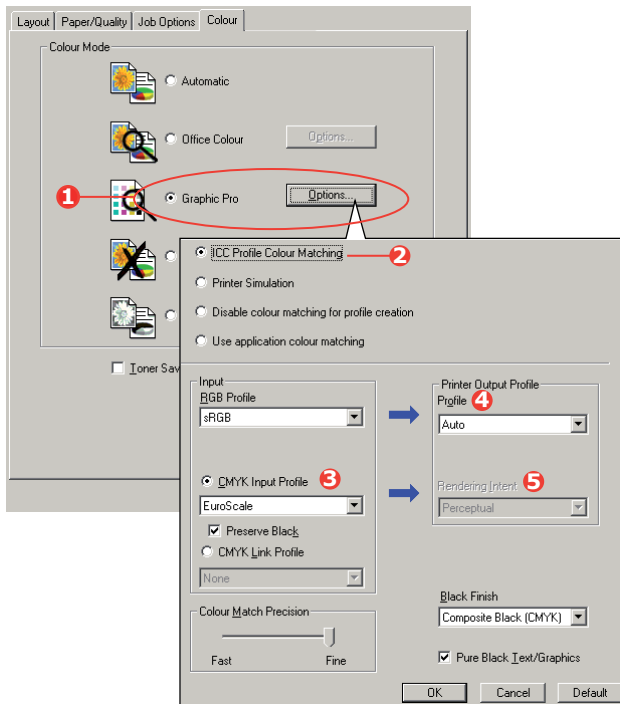 Layout Paper/Quality Job Options Colour
Colour Mode
Automatic
Office Colour Options...
1 Graphic Pro Options...
ICC Profile Colour Matching 2
Printer Simulation
Disable colour matching for profile creation
Use application colour matching
Toner Sav
Input
RGB Profile
sRGB
CMYK Input Profile 3
EuroScale
Preserve Black
CMYK Link Profile
None
Colour Match Precision
Fast Fine
Printer Output Profile
Profile 4
Auto
Rendering Intent 5
Perceptual
Black Finish
Composite Black (CMYK)
Pure Black Text/Graphics
OK Cancel Default